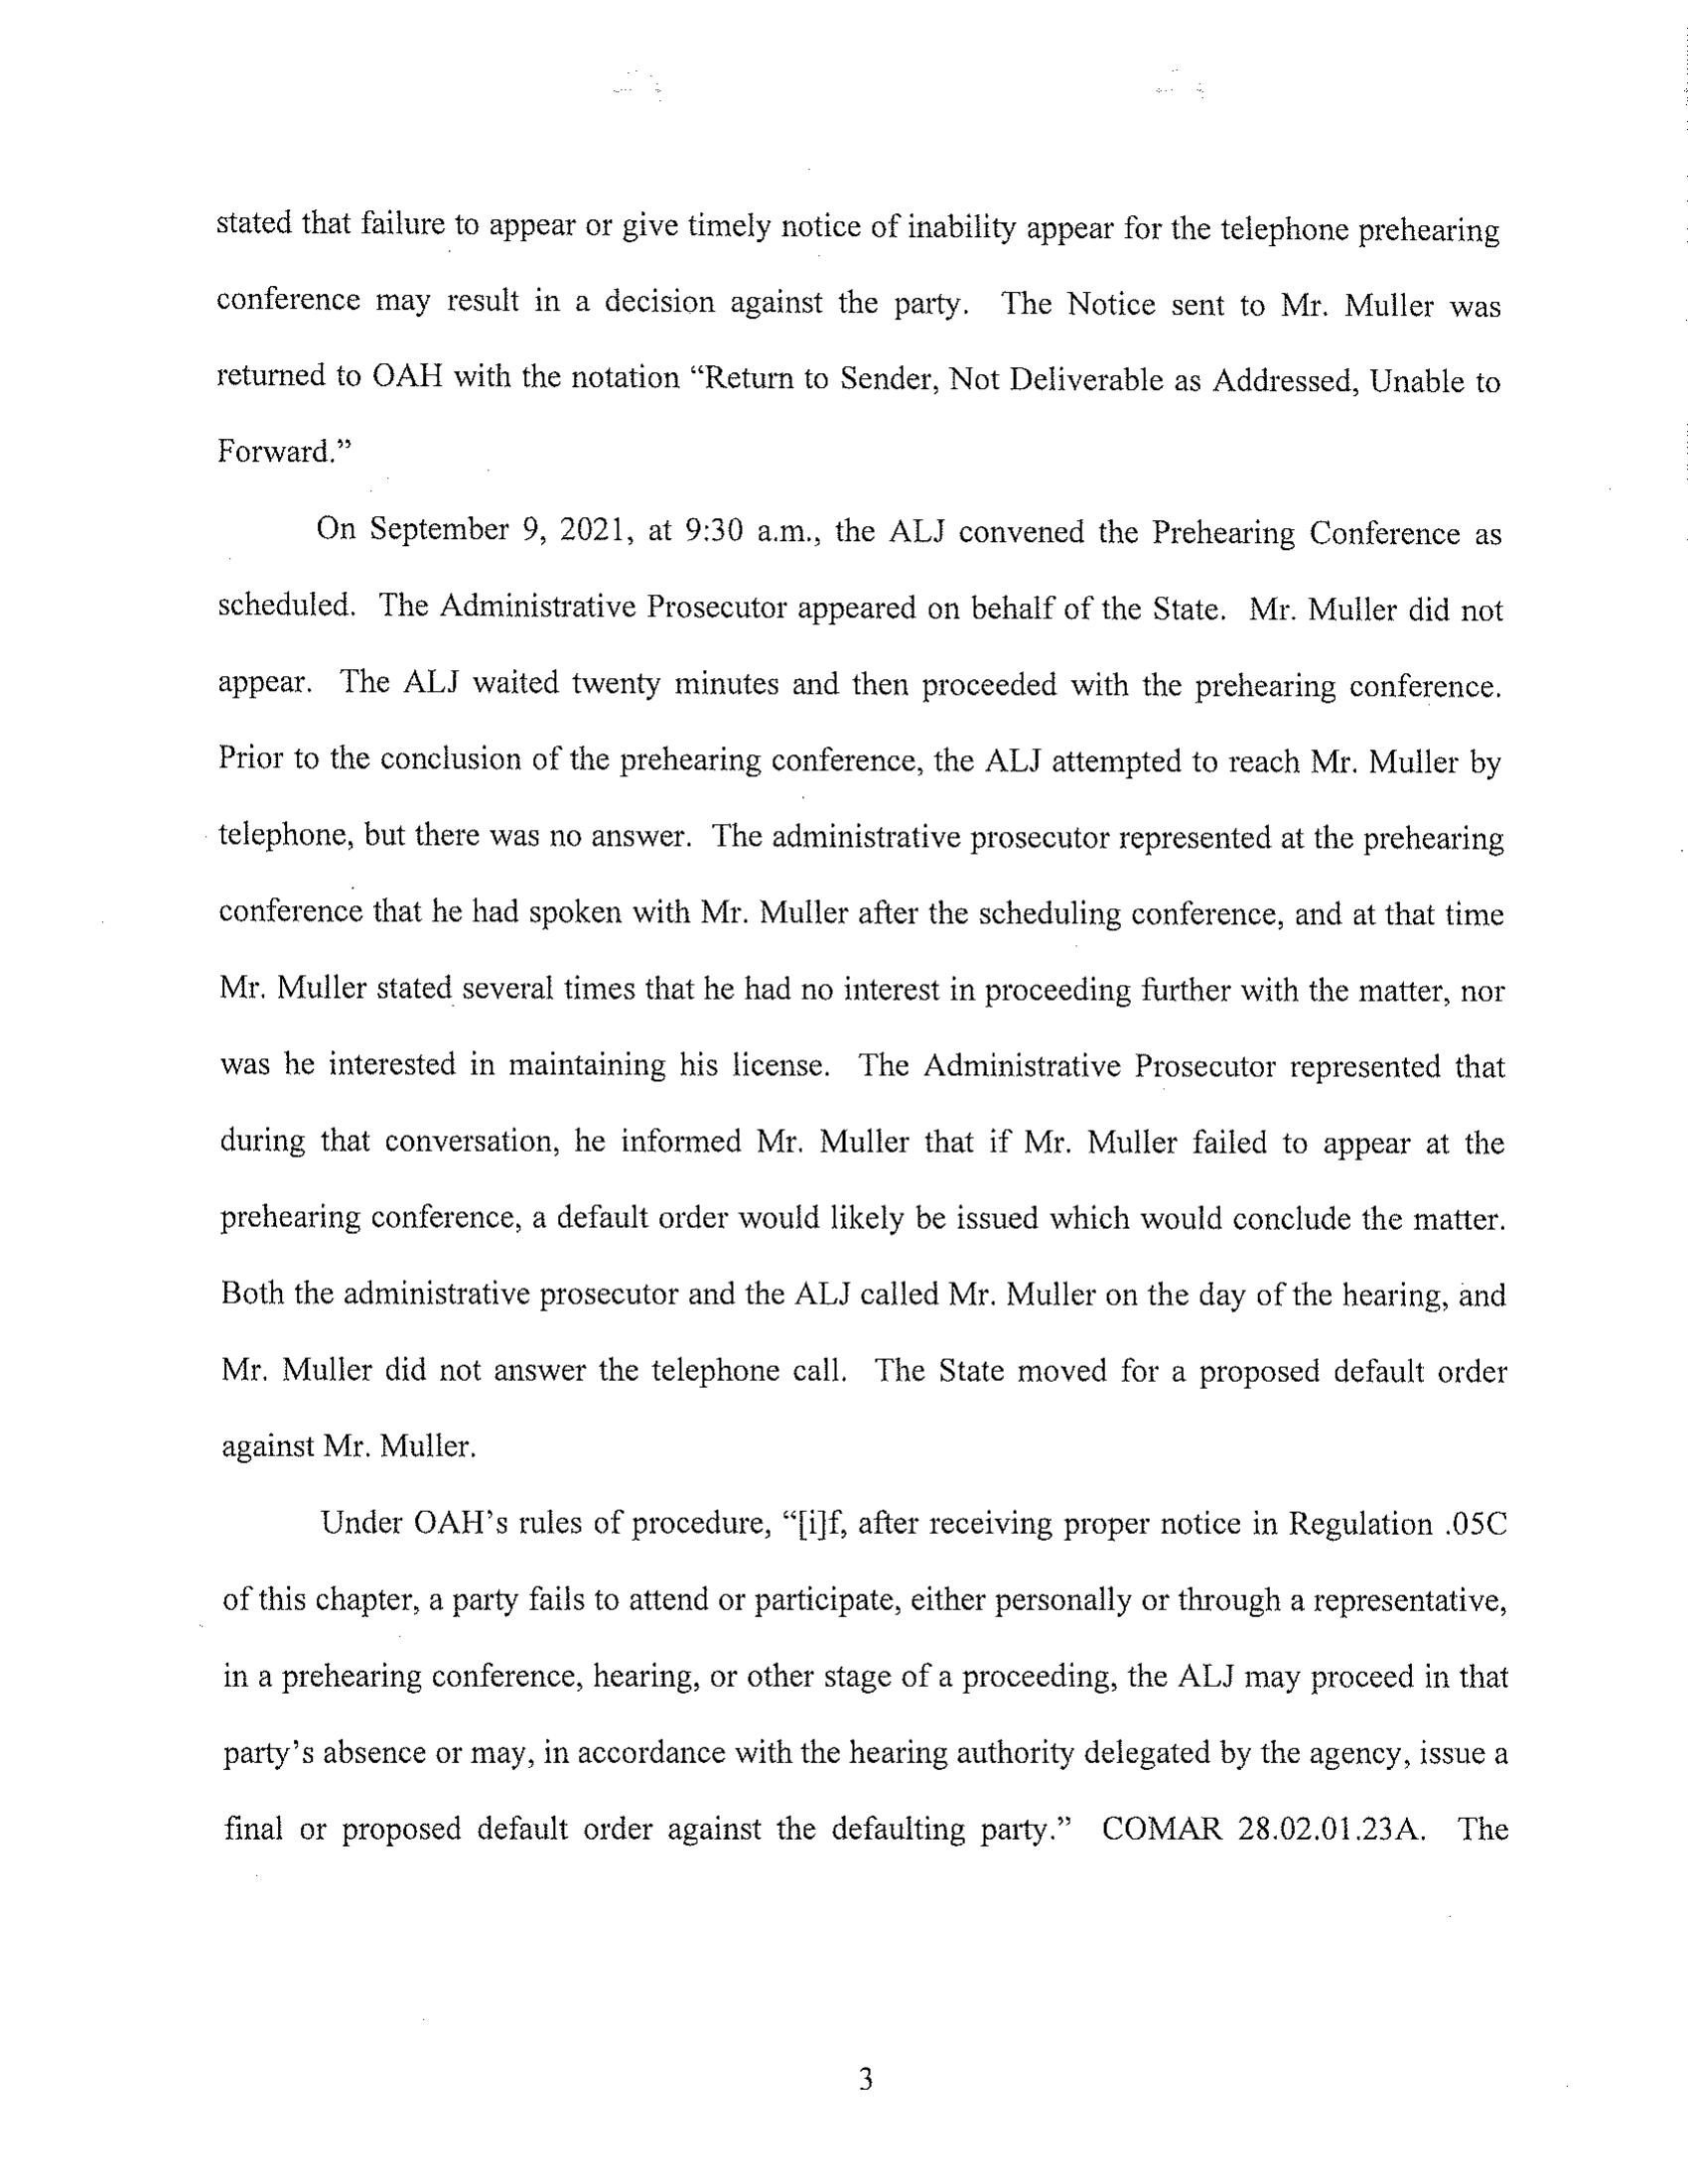 stated that failure to appear or give timely notice of inability appear for the telephone prehearing
conference may result in a decision against the party. The Notice sent to Mr. Muller was
returned to OAH with the notation “Return to Sender, Not Deliverable as Addressed, Unable to
Forward.”
On September 9, 2021, at 9:30 a.m., the ALJ convened the Prehearing Conference as
scheduled. The Administrative Prosecutor appeared on behalf of the State. Mr. Muller did not
appear. The ALJ waited twenty minutes and then proceeded with the prehearing conference.
Prior to the conclusion of the prehearing conference, the ALJ attempted to reach Mr. Muller by
telephone, but there was no answer. The administrative prosecutor represented at the prehearing
conference that he had spoken with Mr. Muller after the scheduling conference, and at that time
Mr. Muller stated several times that he had no interest in proceeding further with the matter, nor
was he interested in maintaining his license. The Administrative Prosecutor represented that
during that conversation, he informed Mr. Muller that if Mr. Muller failed to appear at the
prehearing conference, a default order would likely be issued which would conclude the matter.
Both the administrative prosecutor and the ALJ called Mr. Muller on the day of the hearing, and
Mr. Muller did not answer the telephone call. The State moved for a proposed default order
against Mr. Muller.
Under OAH’s rules of procedure, “[i]f, after receiving proper notice in Regulation .05C
of this chapter, a party fails to attend or participate, either personally or through a representative,
in a prehearing conference, hearing, or other stage of a proceeding, the ALJ may proceed in that
party’s absence or may, in accordance with the hearing authority delegated by the agency, issue a
final or proposed default order against the defaulting party.” COMAR 28.02.01.23A. The
3